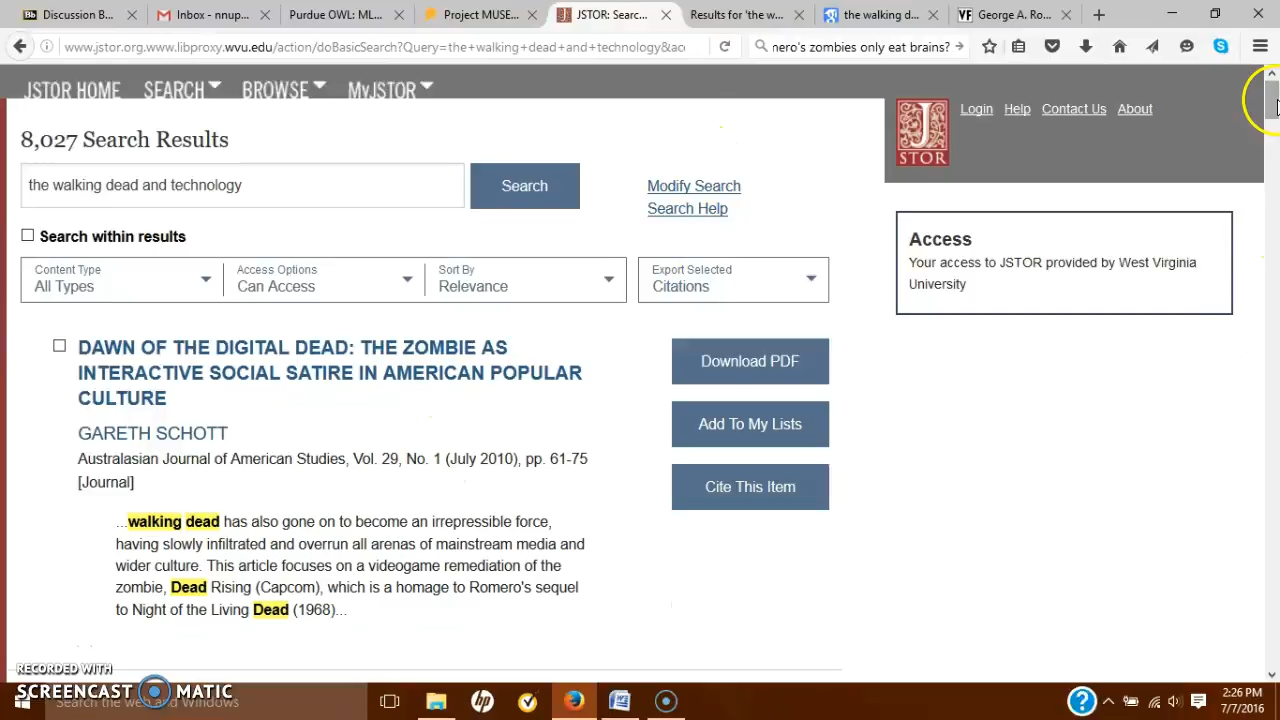 Discussion B...
Inbox - nnup...
Purdue OWL: ML...
Project MUSE...
JSTOR: Searc...
Results for 'the w...
the walking d...
George A. Ro...
www.jstor.org.www.libproxy.wvu.edu/action/doBasicSearch?Query=the+walking+dead+and+technology&acc
nero's zombies only eat brains?
JSTOR HOME SEARCH BROWSE MyJSTOR
Login Help Contact Us About
JSTOR
8,027 Search Results
the walking dead and technology
Search
Modify Search
Search Help
Search within results
Content Type
All Types
Access Options
Can Access
Sort By
Relevance
Export Selected
Citations
Access
Your access to JSTOR provided by West Virginia
University
DAWN OF THE DIGITAL DEAD: THE ZOMBIE AS
INTERACTIVE SOCIAL SATIRE IN AMERICAN POPULAR
CULTURE
GARETH SCHOTT
Australasian Journal of American Studies, Vol. 29, No. 1 (July 2010), pp. 61-75
[Journal]
...walking dead has also gone on to become an irrepressible force,
having slowly infiltrated and overrun all arenas of mainstream media and
wider culture. This article focuses on a videogame remediation of the
zombie, Dead Rising (Capcom), which is a homage to Romero's sequel
to Night of the Living Dead (1968)...
Download PDF
Add To My Lists
Cite This Item
RECORDED WITH
SCREENCAST MATIC
Search the web and Windows
2:26 PM
7/7/2016